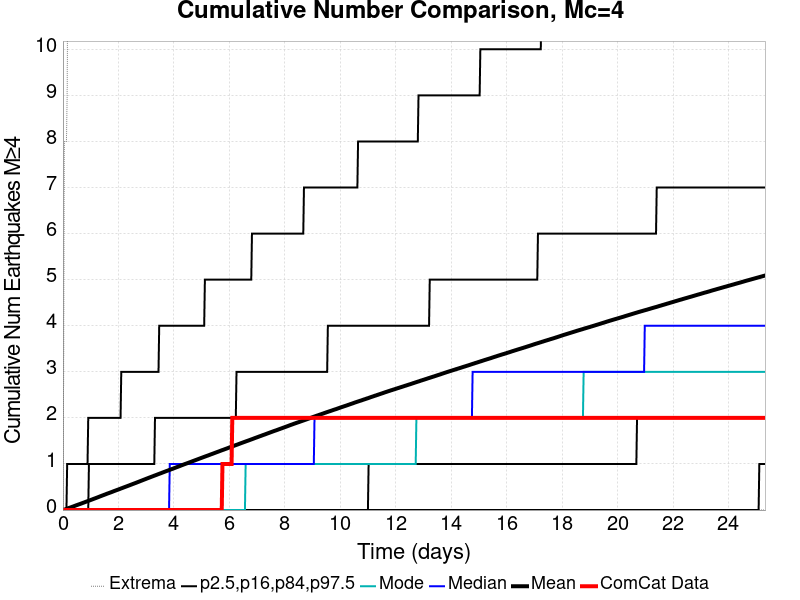 Cumulative Number Comparison, Mc=4
Cumulative Num Earthquakes M≥4
10
9
8
7
6
5
4
3
2
1
0
0 2 4 6 8 10 12 14 16 18 20 22 24
Time (days)
Extrema p2.5,p16,p84,p97.5 Mode Median Mean ComCat Data